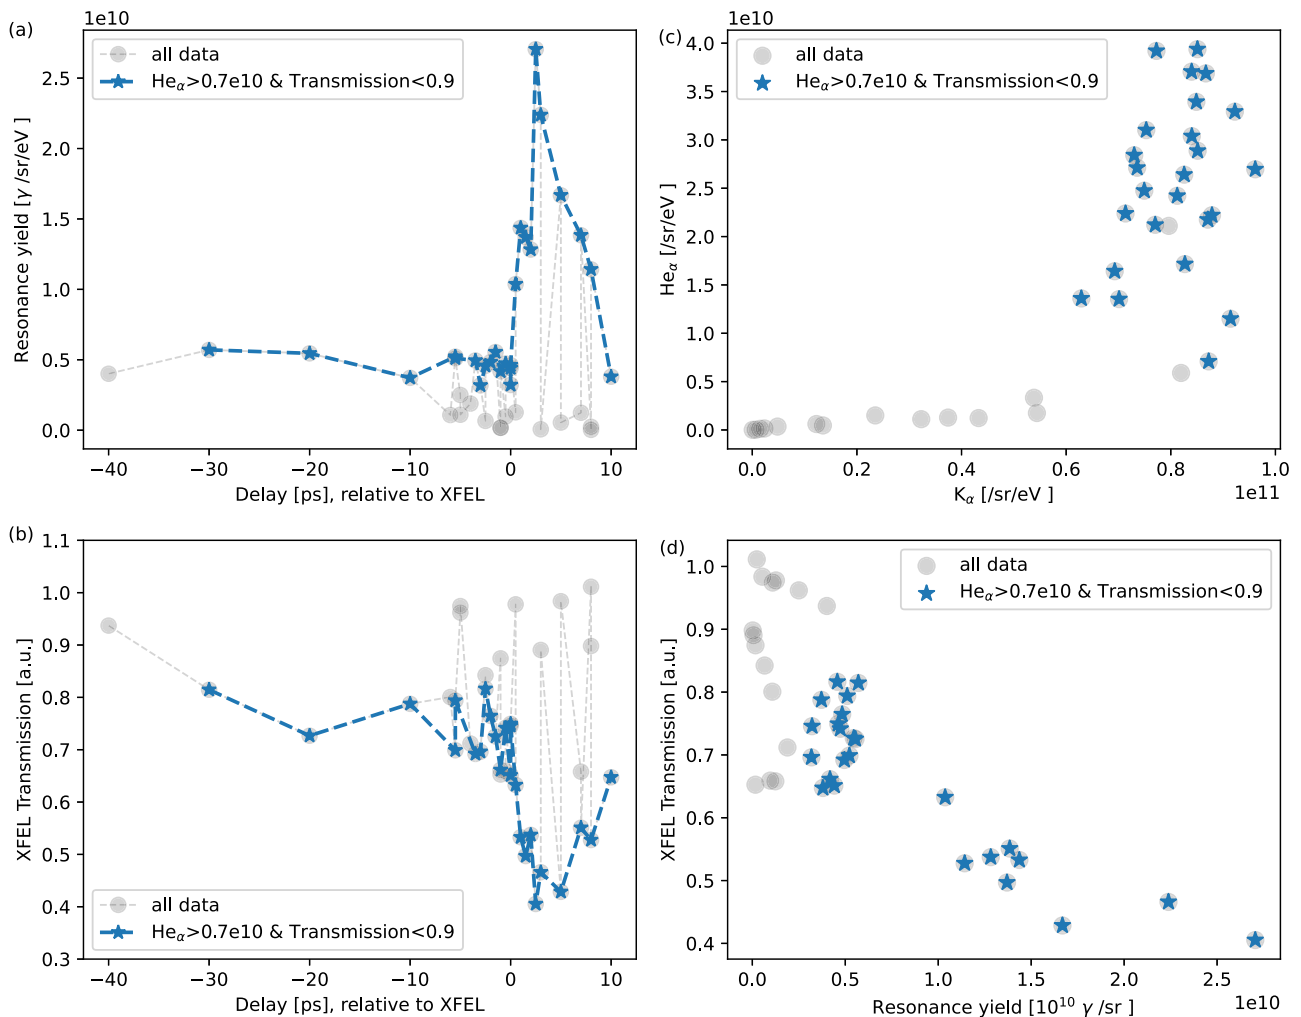 (a)
1e10
all data
Heα>0.7e10 & Transmission<0.9
Resonance yield [γ /sr/eV]
2.5
2.0
1.5
1.0
0.5
0.0
−40
−30
−20
−10
0
10
Delay [ps], relative to XFEL
(c)
1e10
all data
Heα>0.7e10 & Transmission<0.9
Heα [/sr/eV]
4.0
3.5
3.0
2.5
2.0
1.5
1.0
0.5
0.0
0.0
0.2
0.4
0.6
0.8
1.0
1e11
Kα [/sr/eV ]
(b)
XFEL Transmission [a.u.]
1.1
1.0
0.9
0.8
0.7
0.6
0.5
0.4
0.3
all data
Heα>0.7e10 & Transmission<0.9
−40
−30
−20
−10
0
10
Delay [ps], relative to XFEL
(d)
all data
Heα>0.7e10 & Transmission<0.9
XFEL Transmission [a.u.]
1.0
0.9
0.8
0.7
0.6
0.5
0.4
0.0
0.5
1.0
1.5
2.0
2.5
1e10
Resonance yield [10¹⁰ γ /sr ]